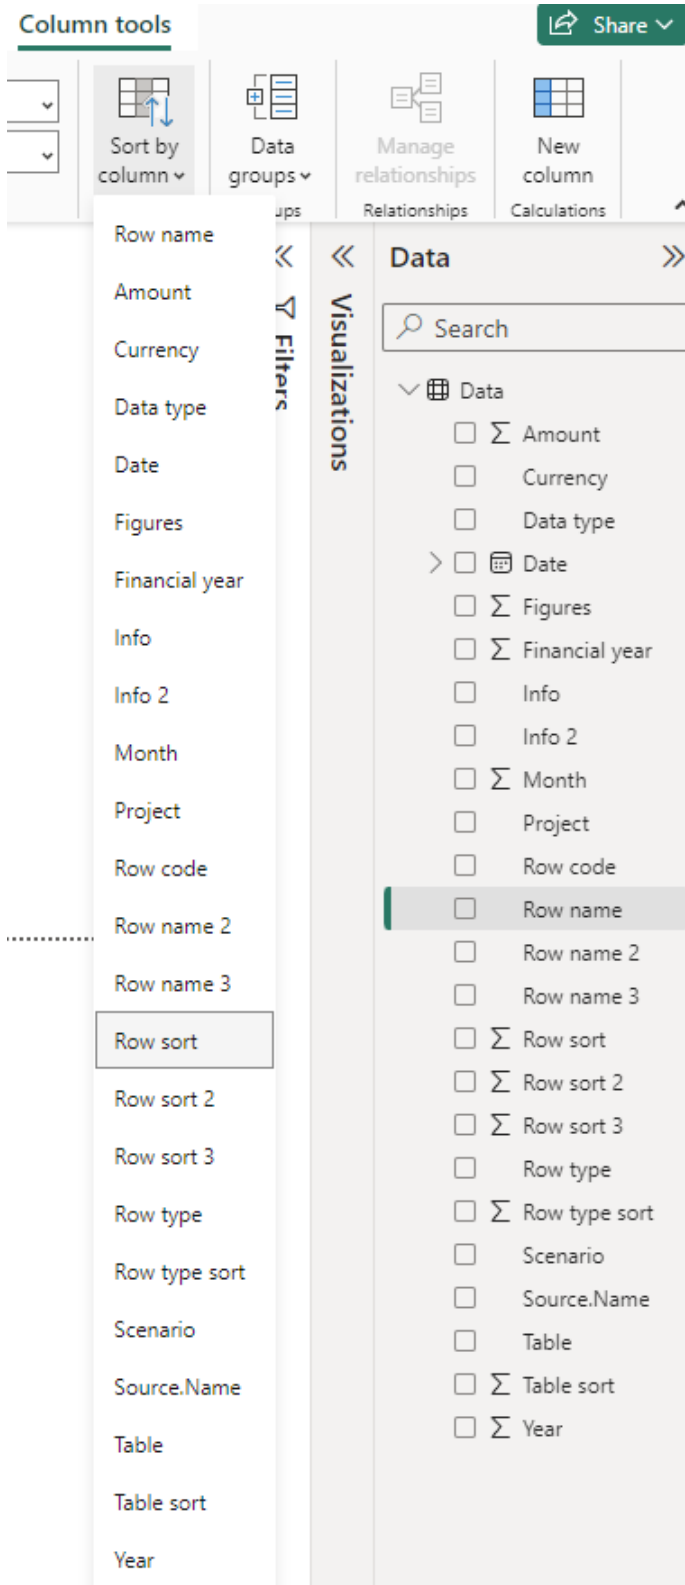 Column tools
Share
Sort by
column
Data
groups
Manage
relationships
New
column
ups
Relationships
Calculations
Row name
Amount
Currency
Data type
Date
Figures
Financial year
Info
Info 2
Month
Project
Row code
Row name 2
Row name 3
Row sort
Row sort 2
Row sort 3
Row type
Row type sort
Scenario
Source.Name
Table
Table sort
Year
Filters
Visualizations
Data
Search
Data
Σ Amount
Currency
Data type
Date
Σ Figures
Σ Financial year
Info
Info 2
Σ Month
Project
Row code
Row name
Row name 2
Row name 3
Σ Row sort
Σ Row sort 2
Σ Row sort 3
Row type
Σ Row type sort
Scenario
Source.Name
Table
Σ Table sort
Σ Year